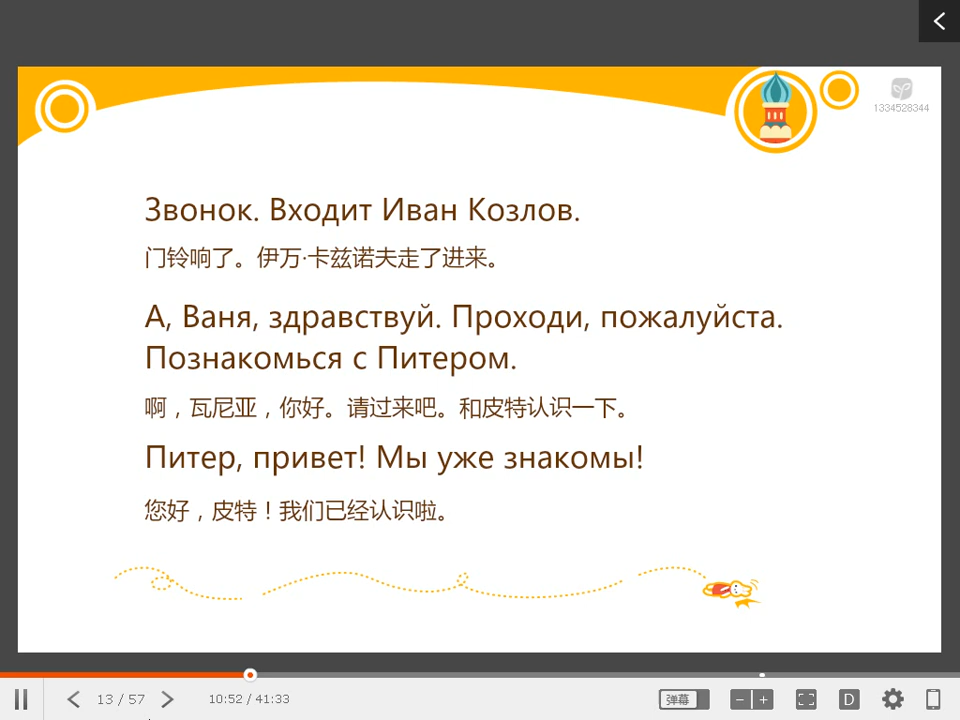 1334528344
Звонок. Входит Иван Козлов.
门铃响了。伊万·卡兹诺夫走了进来。
А, Ваня, здравствуй. Проходи, пожалуйста.
Познакомься с Питером.
啊，瓦尼亚，你好。请过来吧。和皮特认识一下。
Питер, привет! Мы уже знакомы!
您好，皮特！我们已经认识啦。
13 / 57
10:52 / 41:33
弹幕
D